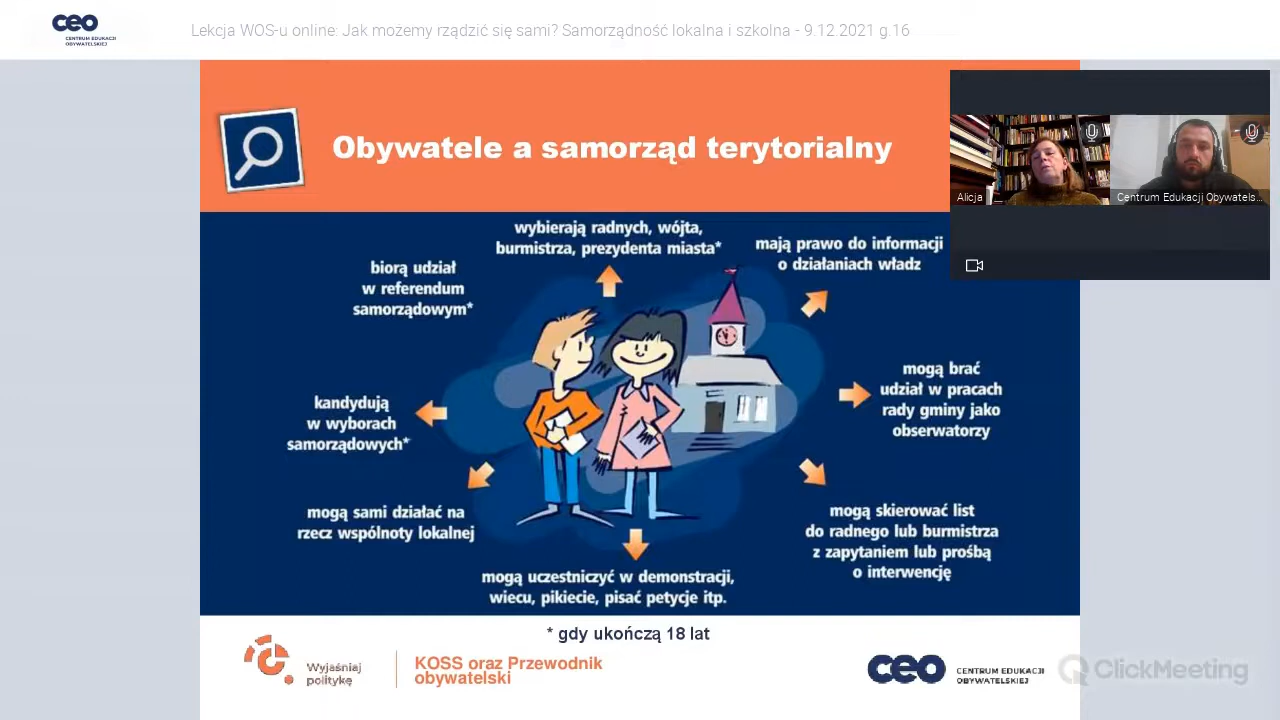 ceo
CENTRUM EDUKACJI
OBYWATELSKIEJ
Lekcja WOS-u online: Jak możemy rządzić się sami? Samorządność lokalna i szkolna - 9.12.2021 g.16
Obywatele a samorząd terytorialny
Alicja
Centrum Edukacji Obywatels...
wybierają radnych, wójta,
burmistrza, prezydenta miasta*
mają prawo do informacji
o działaniach władz
biorą udział
w referendum
samorządowym*
mogą brać
udział w pracach
rady gminy jako
obserwatorzy
kandydują
w wyborach
samorządowych*
mogą sami działać na
rzecz wspólnoty lokalnej
mogą skierować list
do radnego lub burmistrza
z zapytaniem lub prośbą
o interwencję
mogą uczestniczyć w demonstracji,
wiecu, pikiecie, pisać petycje itp.
* gdy ukończą 18 lat
Wyjaśniaj
politykę
KOSS oraz Przewodnik
obywatelski
ceo
CENTRUM EDUKACJI
OBYWATELSKIEJ
ClickMeeting